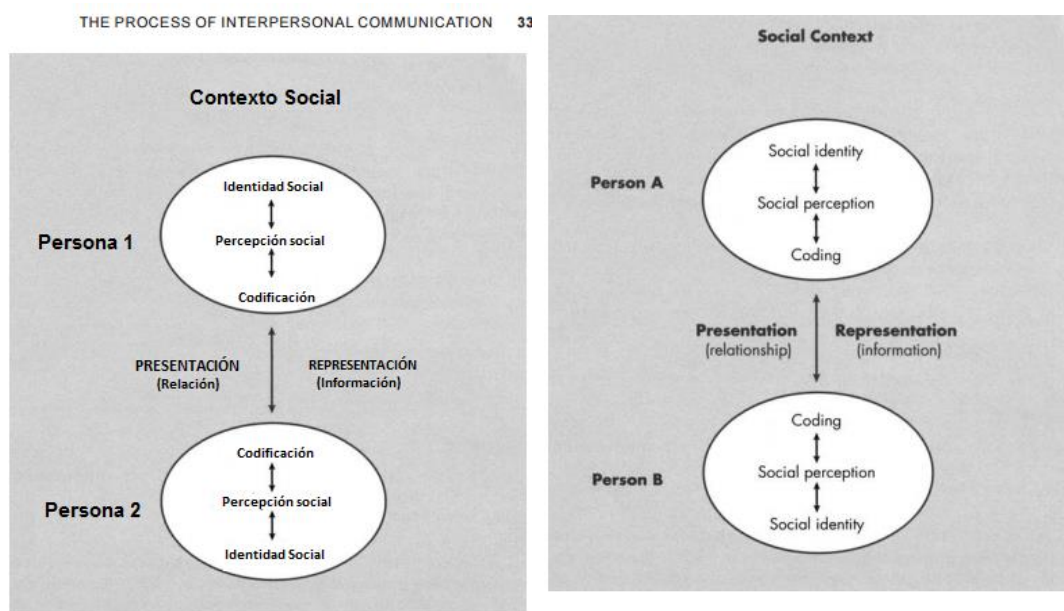 THE PROCESS OF INTERPERSONAL COMMUNICATION 33
Contexto Social
Persona 1
Identidad Social
Percepción social
Codificación
PRESENTACIÓN
(Relación)
REPRESENTACIÓN
(Información)
Persona 2
Codificación
Percepción social
Identidad Social
Social Context
Person A
Social identity
Social perception
Coding
Presentation
(relationship)
Representation
(information)
Person B
Coding
Social perception
Social identity